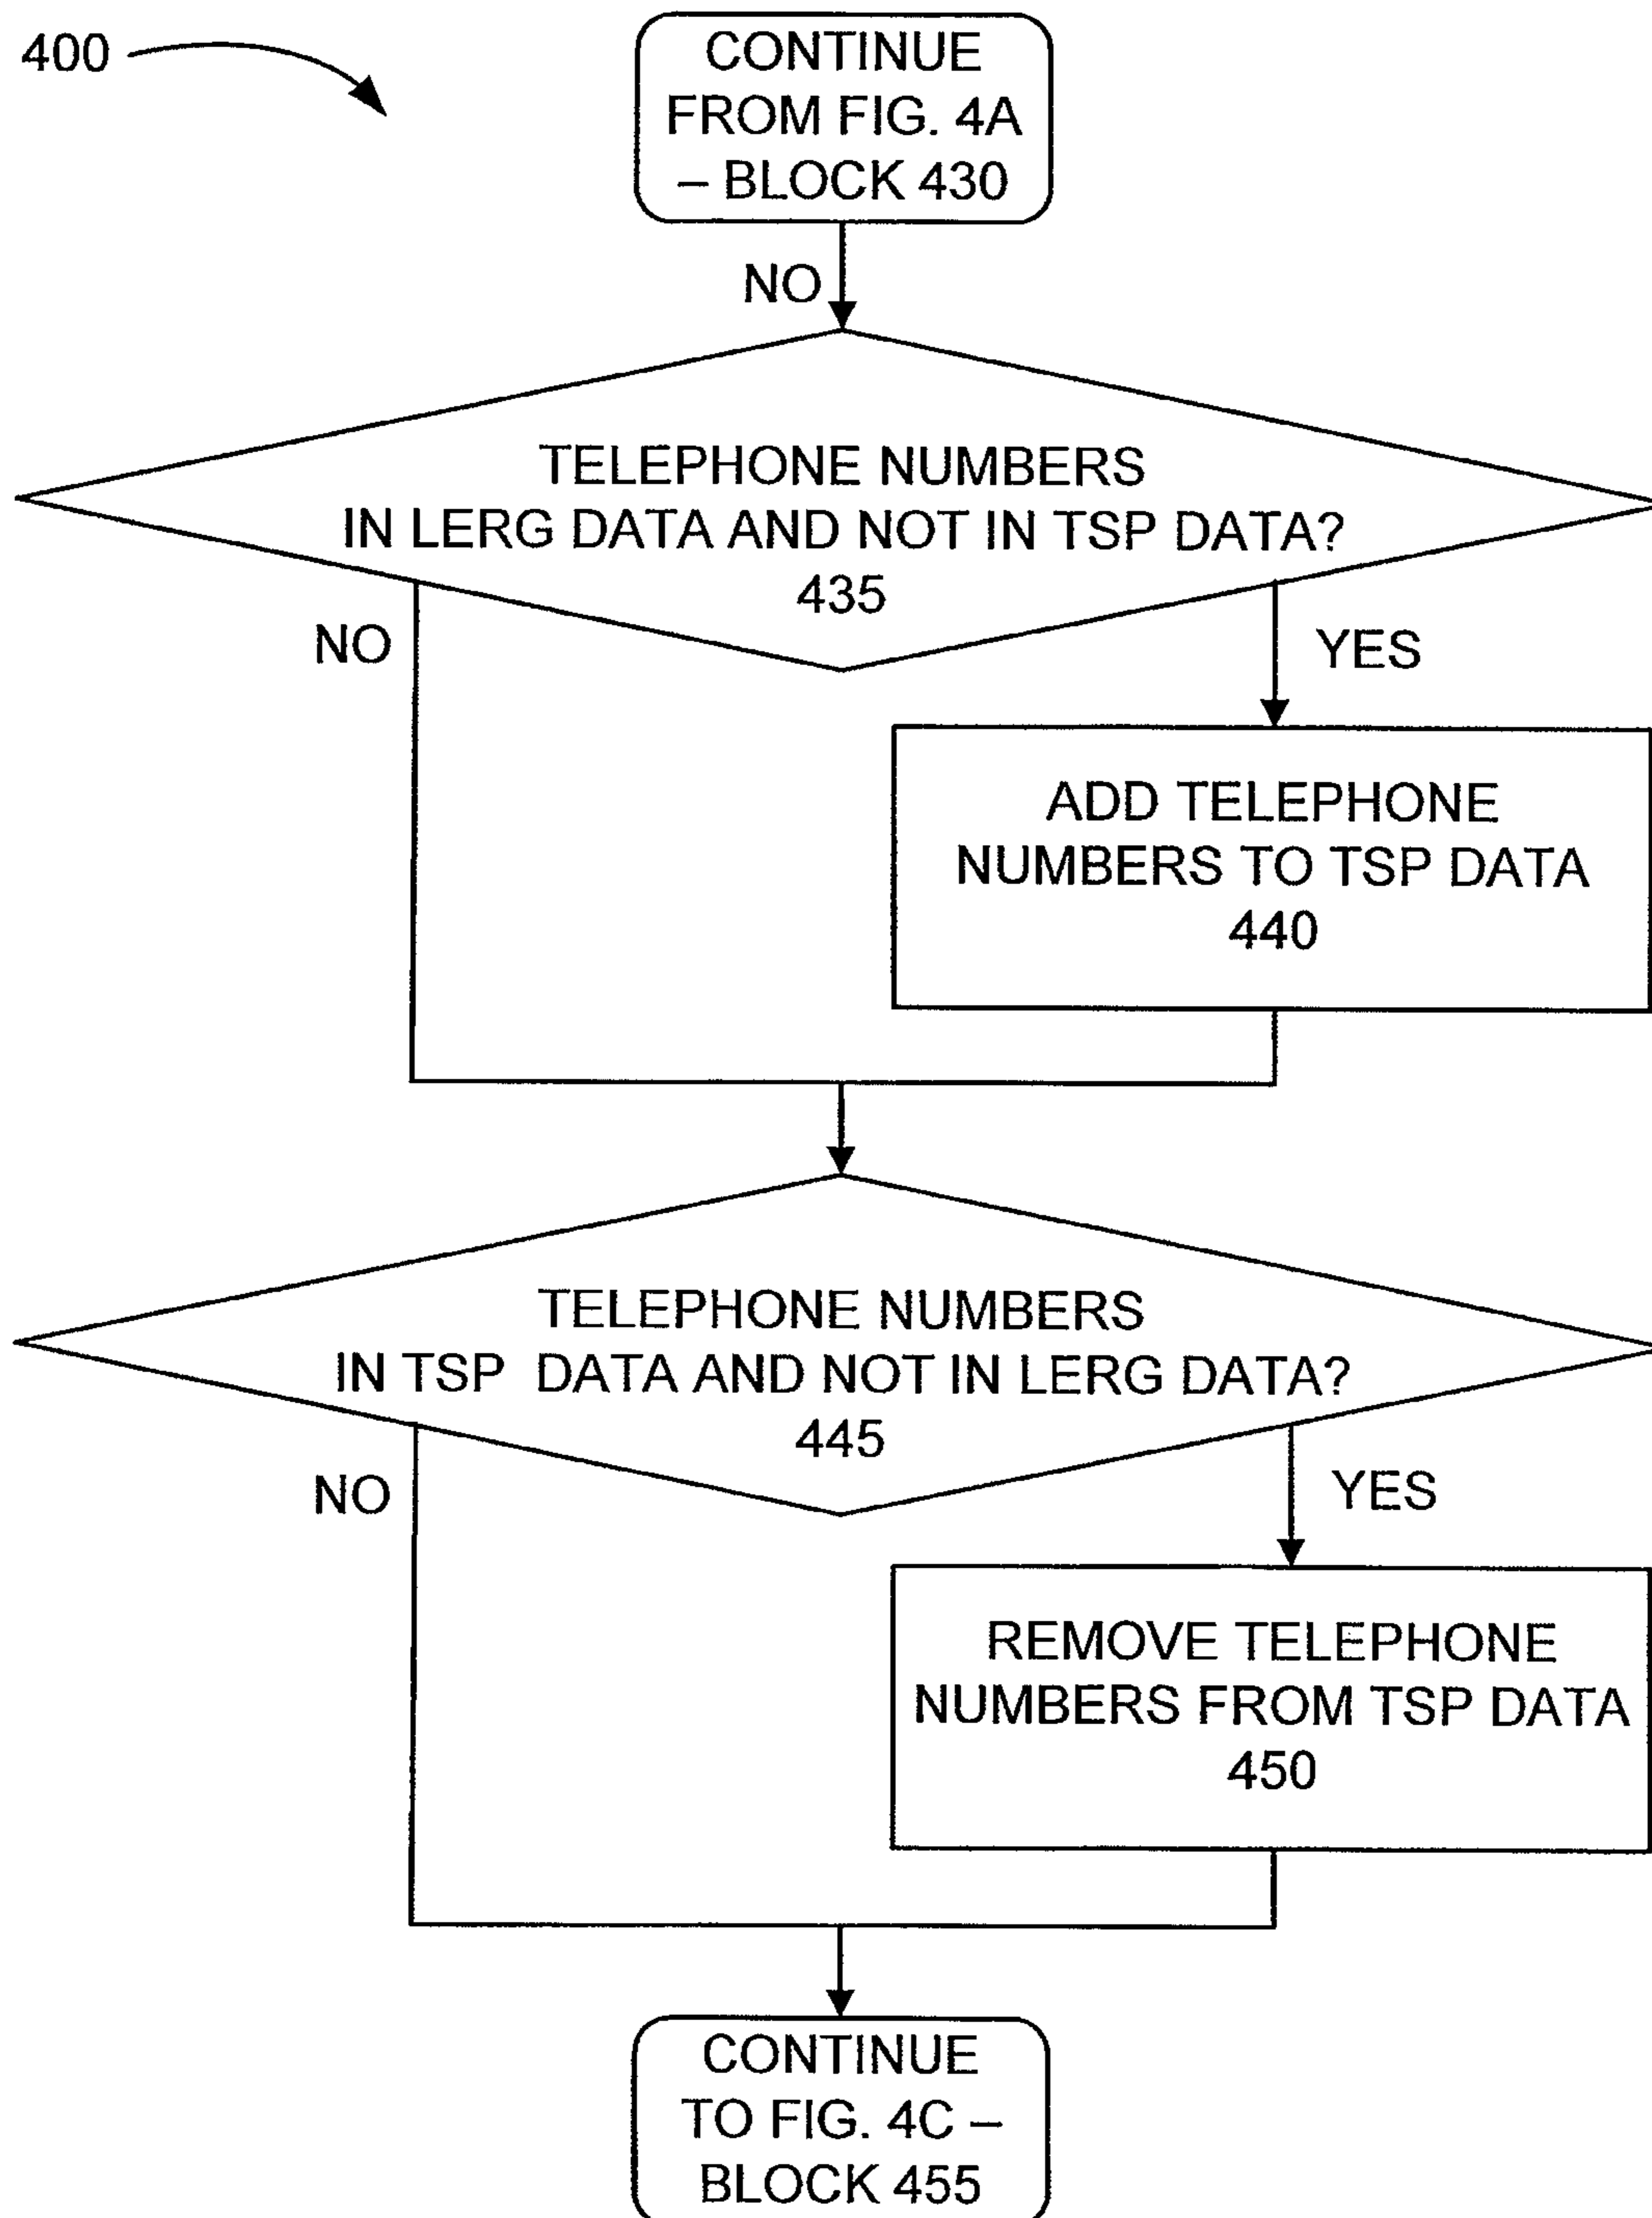 400
CONTINUE
FROM FIG. 4A
– BLOCK 430
NO
TELEPHONE NUMBERS
IN LERG DATA AND NOT IN TSP DATA?
435
NO
YES
ADD TELEPHONE
NUMBERS TO TSP DATA
440
TELEPHONE NUMBERS
IN TSP DATA AND NOT IN LERG DATA?
445
NO
YES
REMOVE TELEPHONE
NUMBERS FROM TSP DATA
450
CONTINUE
TO FIG. 4C –
BLOCK 455